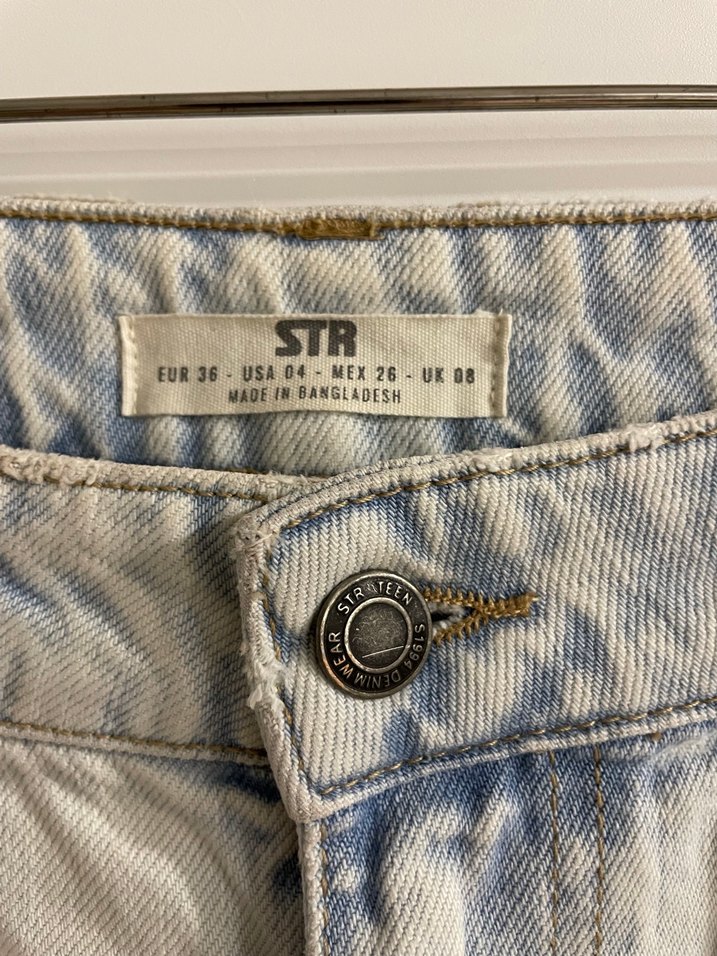 STR
EUR 36 - USA 04 - MEX 26 - UK 08
MADE IN BANGLADESH
STR TEEN S1994 DENIM WEAR